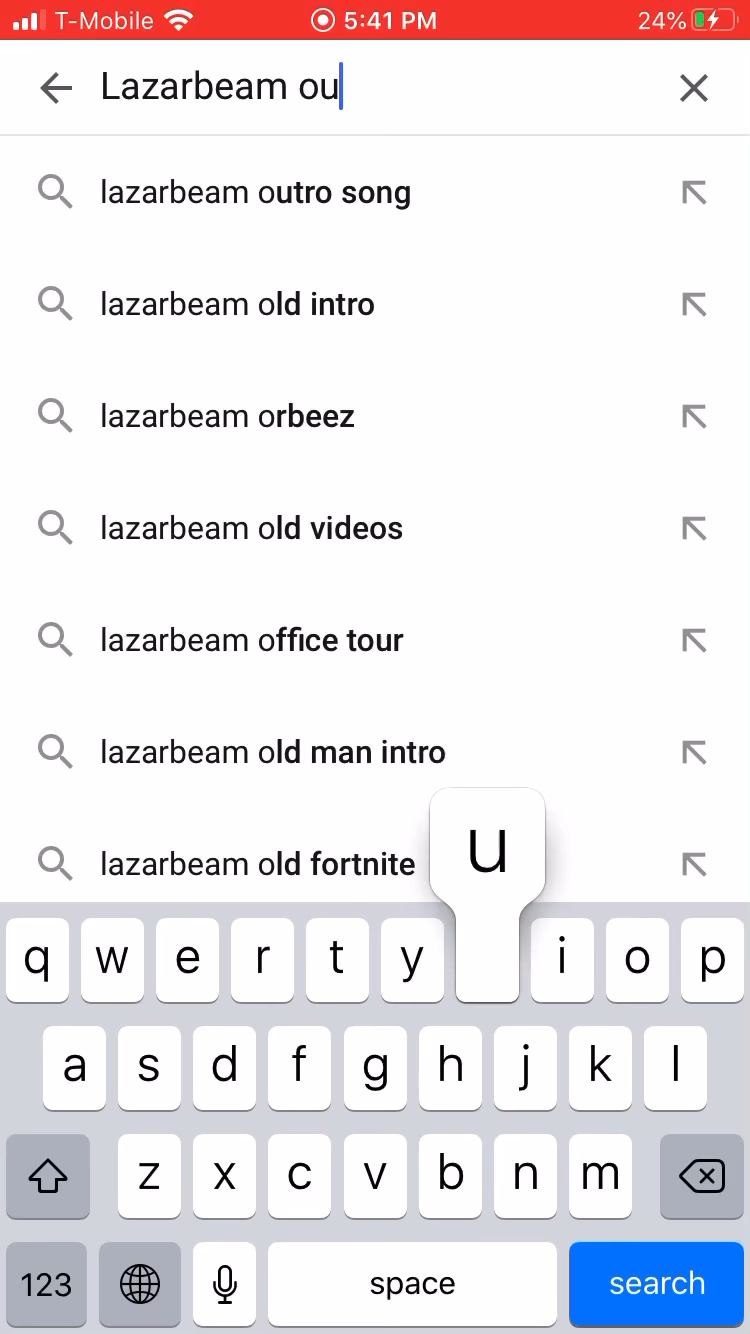 T-Mobile 5:41 PM 24%
Lazarbeam ou
lazarbeam outro song
lazarbeam old intro
lazarbeam orbeez
lazarbeam old videos
lazarbeam office tour
lazarbeam old man intro
lazarbeam old fortnite
u
q w e r t y i o p
a s d f g h j k l
z x c v b n m
123 space search